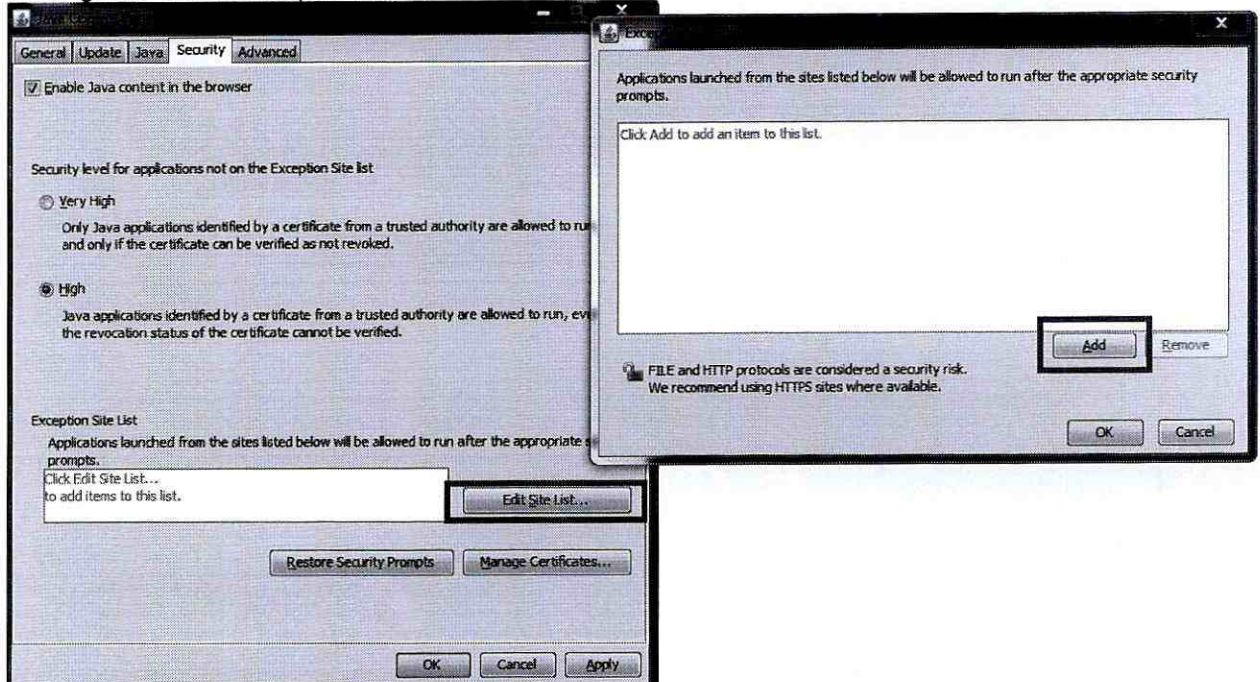 General Update Java Security Advanced
Enable Java content in the browser
Security level for applications not on the Exception Site list
Very High
Only Java applications identified by a certificate from a trusted authority are allowed to run
and only if the certificate can be verified as not revoked.
High
Java applications identified by a certificate from a trusted authority are allowed to run,
the revocation status of the certificate cannot be verified.
Exception Site List
Applications launched from the sites listed below will be allowed to run after the appropriate
prompts.
Click Edit Site List...
to add items to this list.
Edit Site List...
Restore Security Prompts Manage Certificates...
OK Cancel Apply
Applications launched from the sites listed below will be allowed to run after the appropriate security
prompts.
Click Add to add an item to this list.
Add Remove
FILE and HTTP protocols are considered a security risk.
We recommend using HTTPS sites where available.
OK Cancel